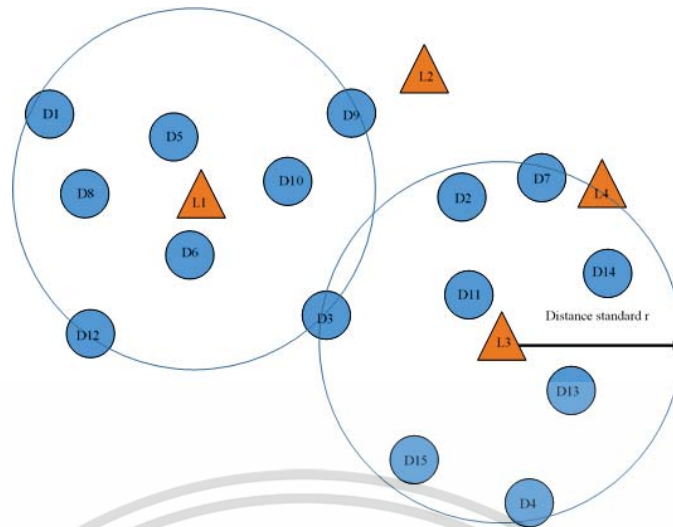 L2
D1
D9
D5
D10
D7
D8
D2
L4
L1
D6
D14
D11
D3
Distance standard r
D12
L3
D13
D15
D4